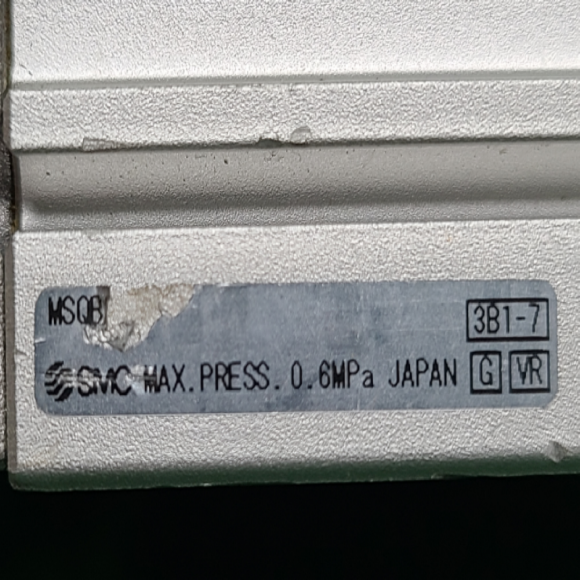 MSQB
3B1-7
SMC MAX.PRESS. 0.6MPa JAPAN G VR